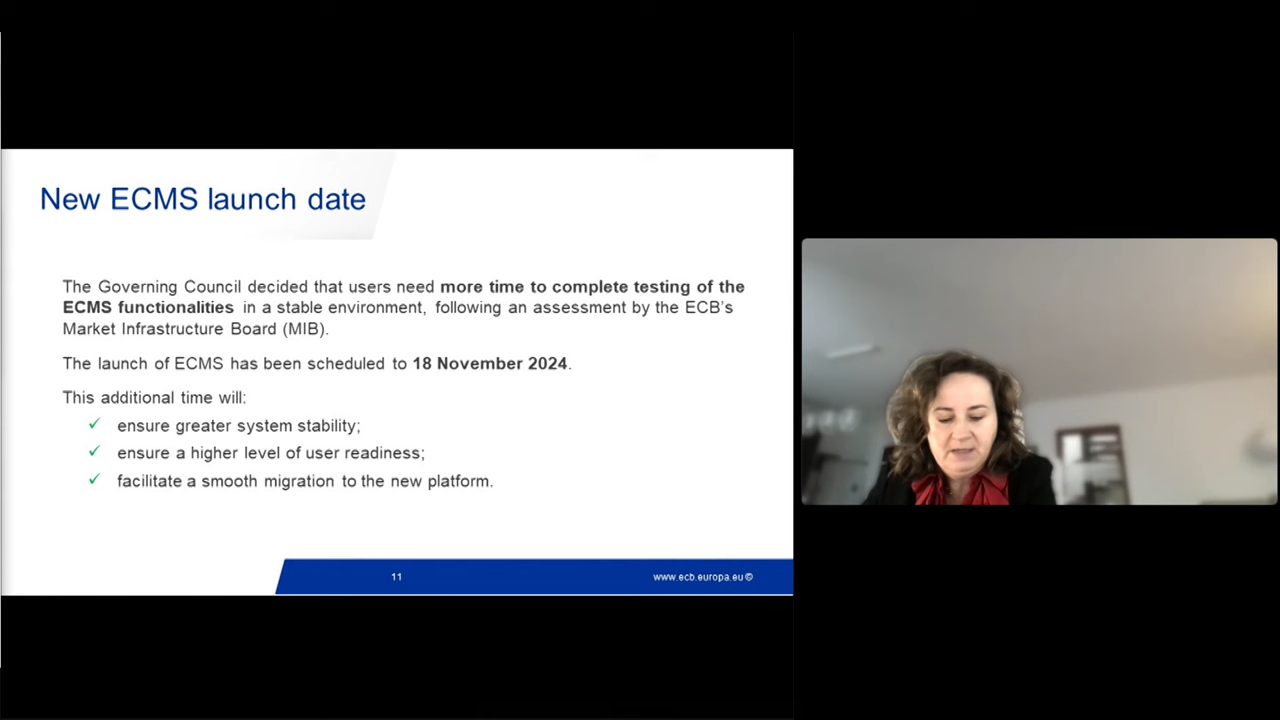 New ECMS launch date
The Governing Council decided that users need more time to complete testing of the
ECMS functionalities in a stable environment, following an assessment by the ECB's
Market Infrastructure Board (MIB).
The launch of ECMS has been scheduled to 18 November 2024.
This additional time will:
✓ ensure greater system stability;
✓ ensure a higher level of user readiness;
✓ facilitate a smooth migration to the new platform.
11
www.ecb.europa.eu ©